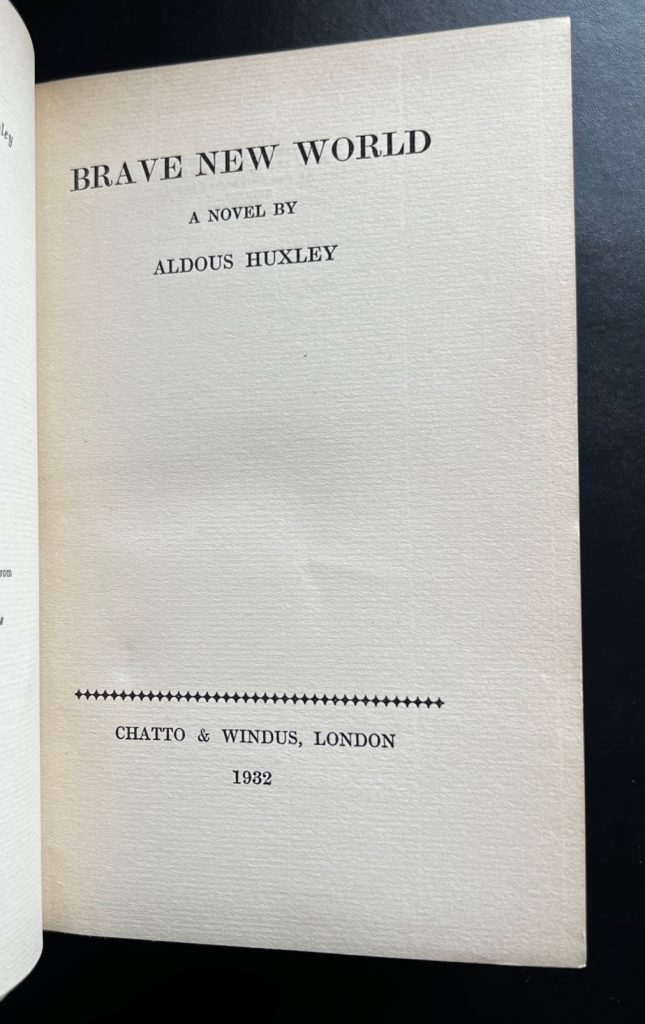 BRAVE NEW WORLD
A NOVEL BY
ALDOUS HUXLEY
CHATTO & WINDUS, LONDON
1932